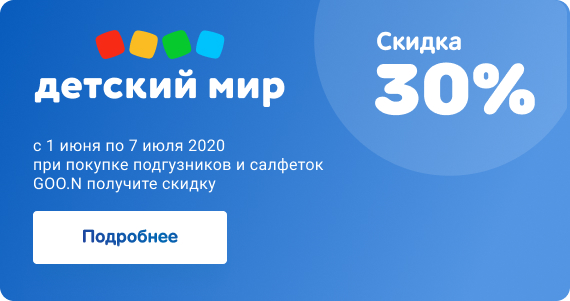 детский мир
Скидка
30%
с 1 июня по 7 июля 2020
при покупке подгузников и салфеток
GOO.N получите скидку
Подробнее